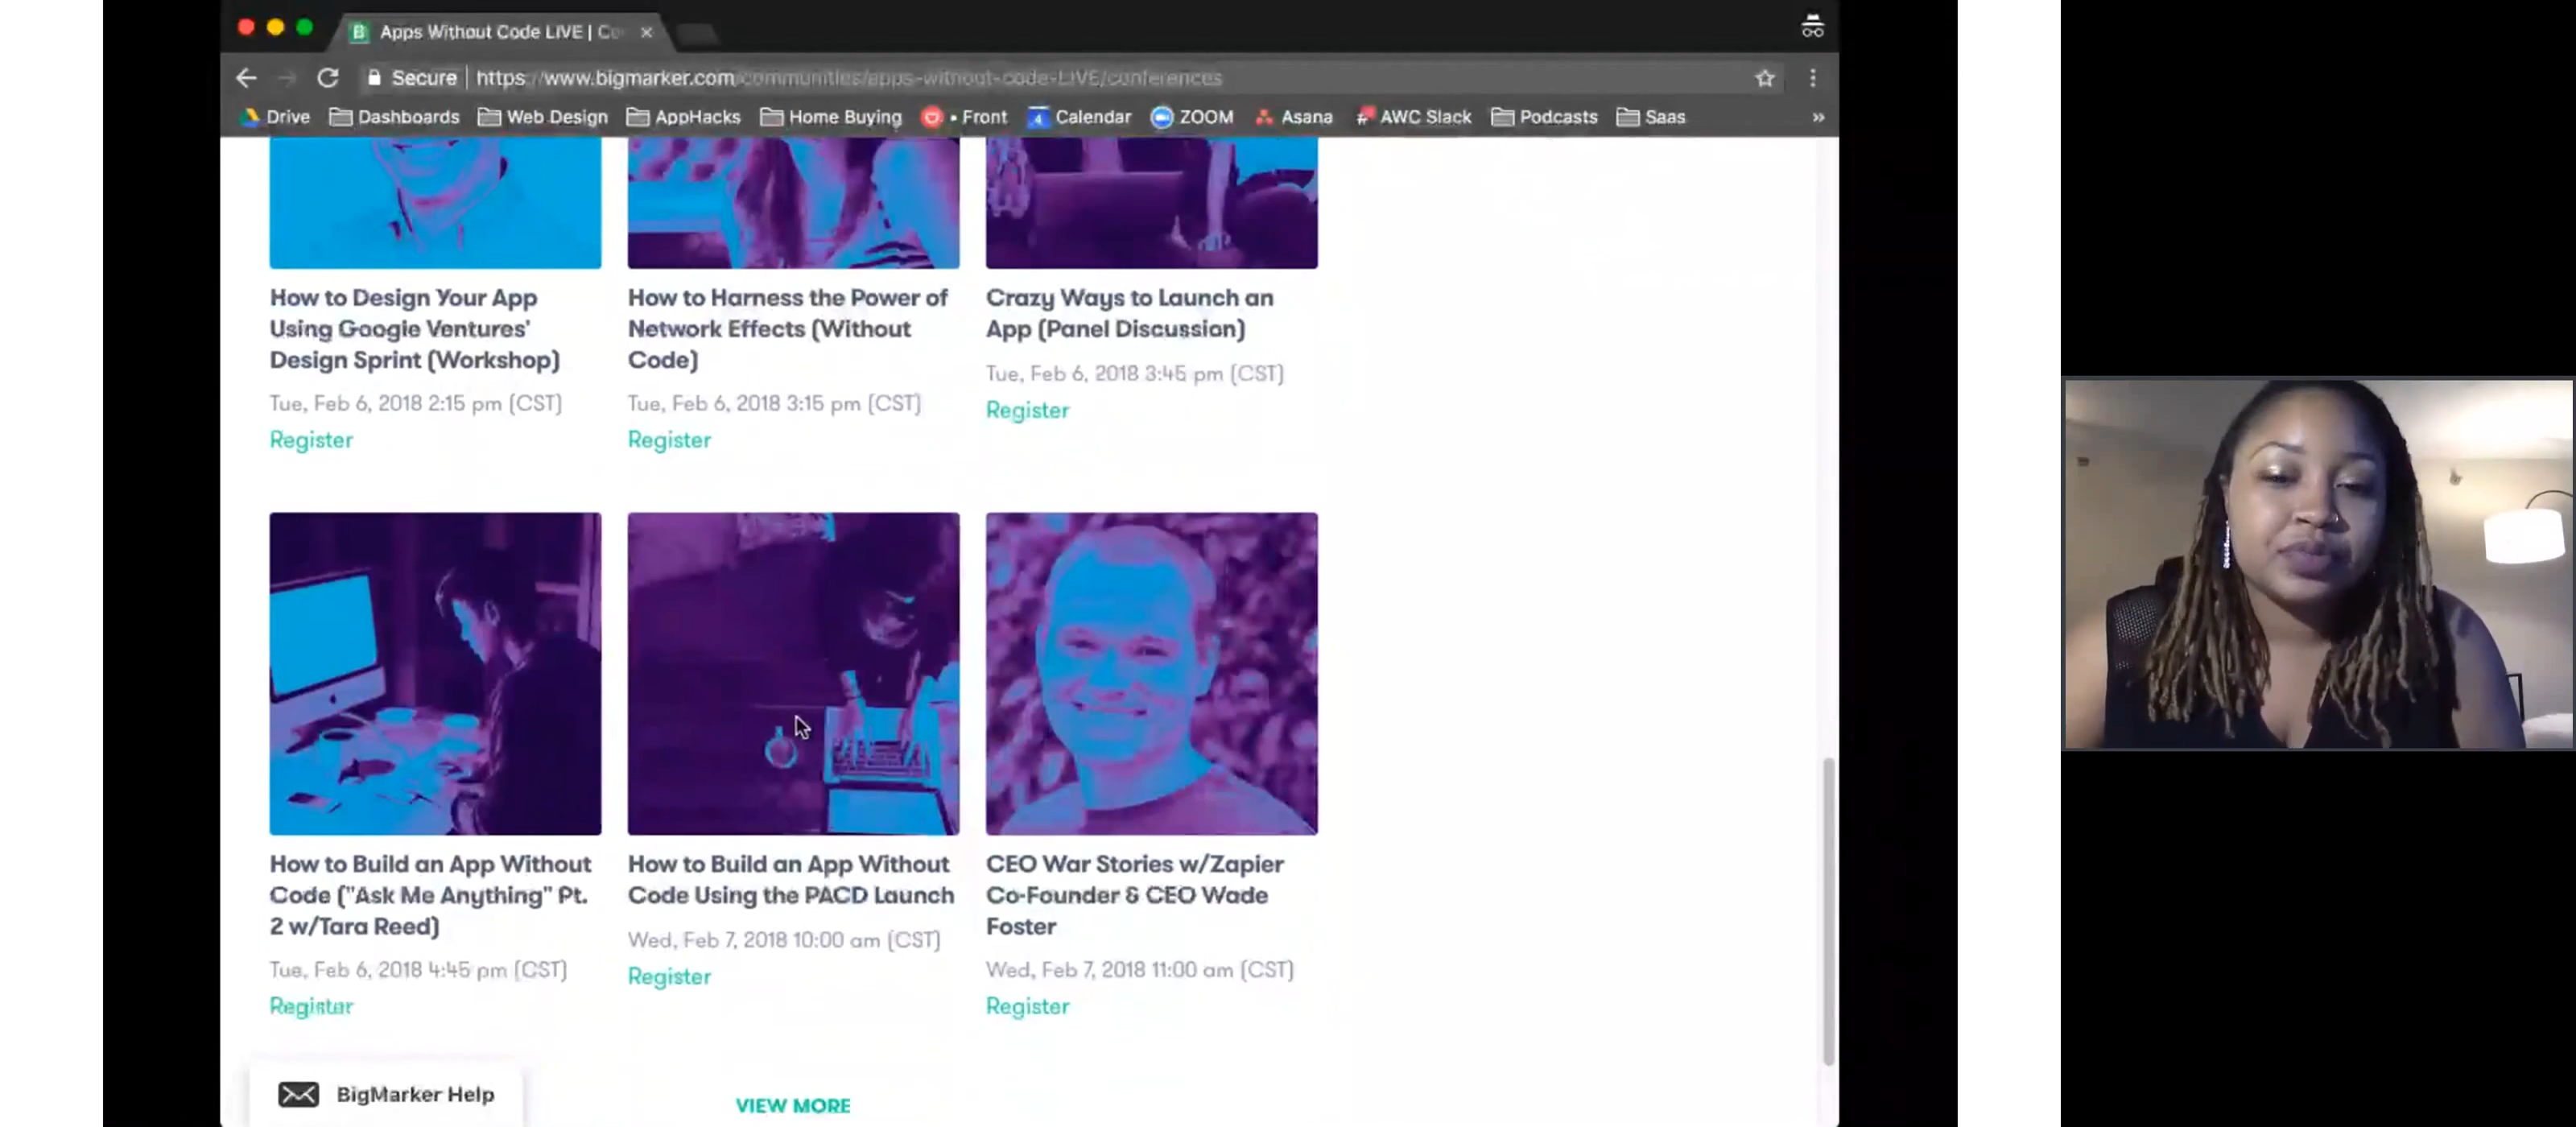 Apps Without Code LIVE | Co
Secure | https://www.bigmarker.com/communities/apps-without-code-LIVE/conferences
Drive Dashboards Web Design AppHacks Home Buying • Front 4 Calendar ZOOM Asana AWC Slack Podcasts Saas »
How to Design Your App
Using Google Ventures'
Design Sprint (Workshop)
Tue, Feb 6, 2018 2:15 pm (CST)
Register
How to Harness the Power of
Network Effects (Without
Code)
Tue, Feb 6, 2018 3:15 pm (CST)
Register
Crazy Ways to Launch an
App (Panel Discussion)
Tue, Feb 6, 2018 3:45 pm (CST)
Register
How to Build an App Without
Code ("Ask Me Anything" Pt.
2 w/Tara Reed)
Tue, Feb 6, 2018 4:45 pm (CST)
Register
How to Build an App Without
Code Using the PACD Launch
Wed, Feb 7, 2018 10:00 am (CST)
Register
CEO War Stories w/Zapier
Co-Founder & CEO Wade
Foster
Wed, Feb 7, 2018 11:00 am (CST)
Register
BigMarker Help
VIEW MORE